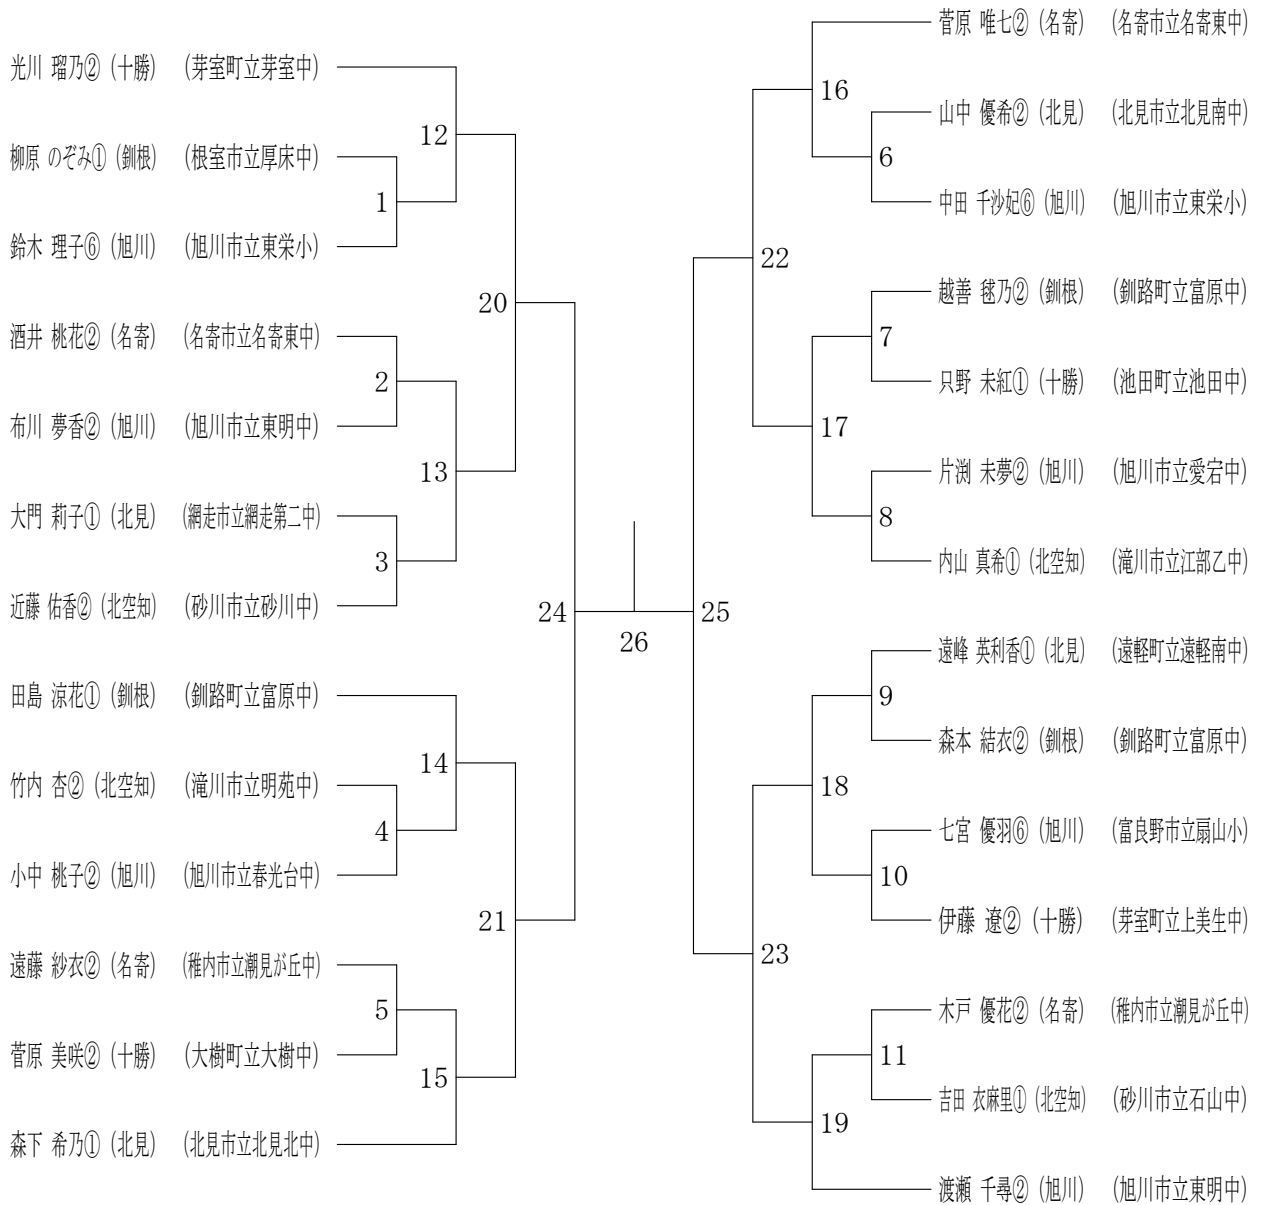 光川 瑠乃② (十勝) (芽室町立芽室中)
柳原 のぞみ① (釧根) (根室市立厚床中)
鈴木 理子⑥ (旭川) (旭川市立東栄小)
酒井 桃花② (名寄) (名寄市立名寄東中)
布川 夢香② (旭川) (旭川市立東明中)
大門 莉子① (北見) (網走市立網走第二中)
近藤 佑香② (北空知) (砂川市立砂川中)
田島 涼花① (釧根) (釧路町立富原中)
竹内 杏② (北空知) (滝川市立明苑中)
小中 桃子② (旭川) (旭川市立春光台中)
遠藤 紗衣② (名寄) (稚内市立潮見が丘中)
菅原 美咲② (十勝) (大樹町立大樹中)
森下 希乃① (北見) (北見市立北見北中)
1
2
3
4
5
12
13
14
15
20
21
24
26
25
22
23
16
17
18
19
6
7
8
9
10
11
菅原 唯七② (名寄) (名寄市立名寄東中)
山中 優希② (北見) (北見市立北見南中)
中田 千沙妃⑥ (旭川) (旭川市立東栄小)
越善 毬乃② (釧根) (釧路町立富原中)
只野 未紅① (十勝) (池田町立池田中)
片渕 未夢② (旭川) (旭川市立愛宕中)
内山 真希① (北空知) (滝川市立江部乙中)
遠峰 英利香① (北見) (遠軽町立遠軽南中)
森本 結衣② (釧根) (釧路町立富原中)
七宮 優羽⑥ (旭川) (富良野市立扇山小)
伊藤 遼② (十勝) (芽室町立上美生中)
木戸 優花② (名寄) (稚内市立潮見が丘中)
吉田 衣麻里① (北空知) (砂川市立石山中)
渡瀬 千尋② (旭川) (旭川市立東明中)